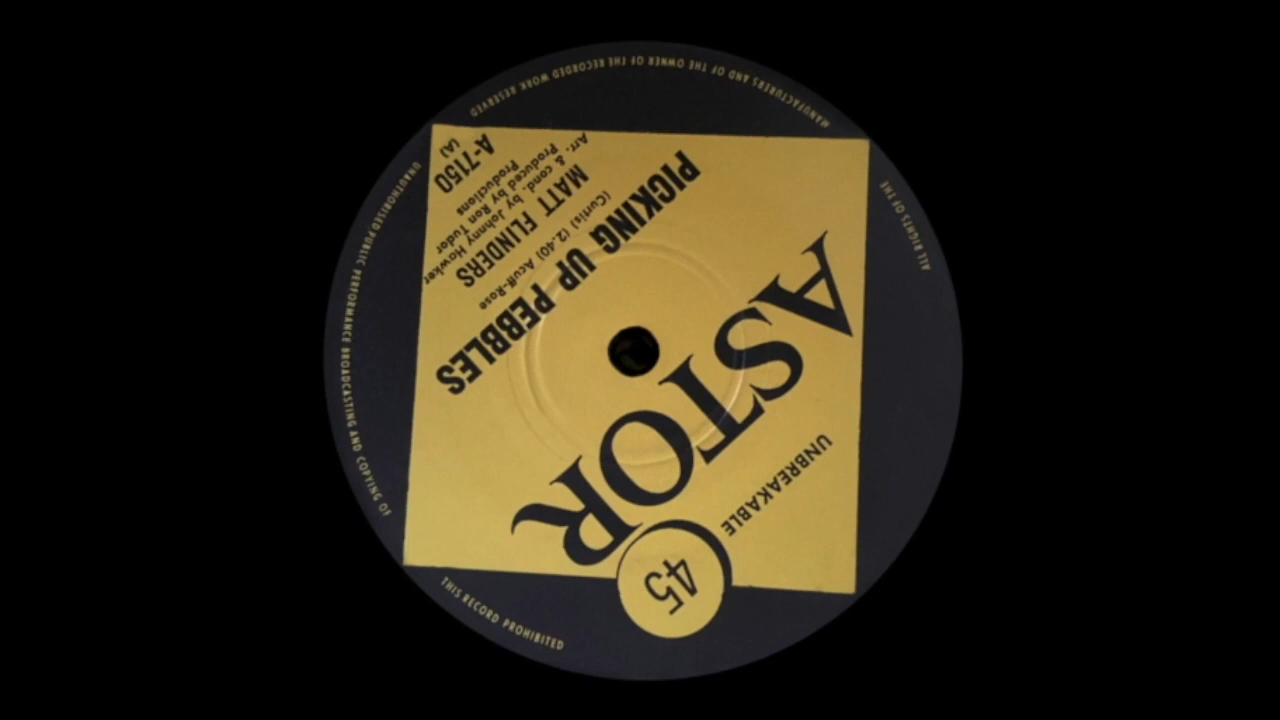 UNBREAKABLE
45
ASTOR
PICKING UP PEBBLES
(Curtis) (2.40) Acuff-Rose
MATT FLINDERS
Arr. & cond. by Johnny Hawker
Produced by Ron Tudor
Productions
A-7150
(A)
ALL RIGHTS OF THE
MANUFACTURERS AND OF THE OWNER OF THE RECORDED WORK RESERVED
UNAUTHORISED PUBLIC PERFORMANCE BROADCASTING AND COPYING OF
THIS RECORD PROHIBITED